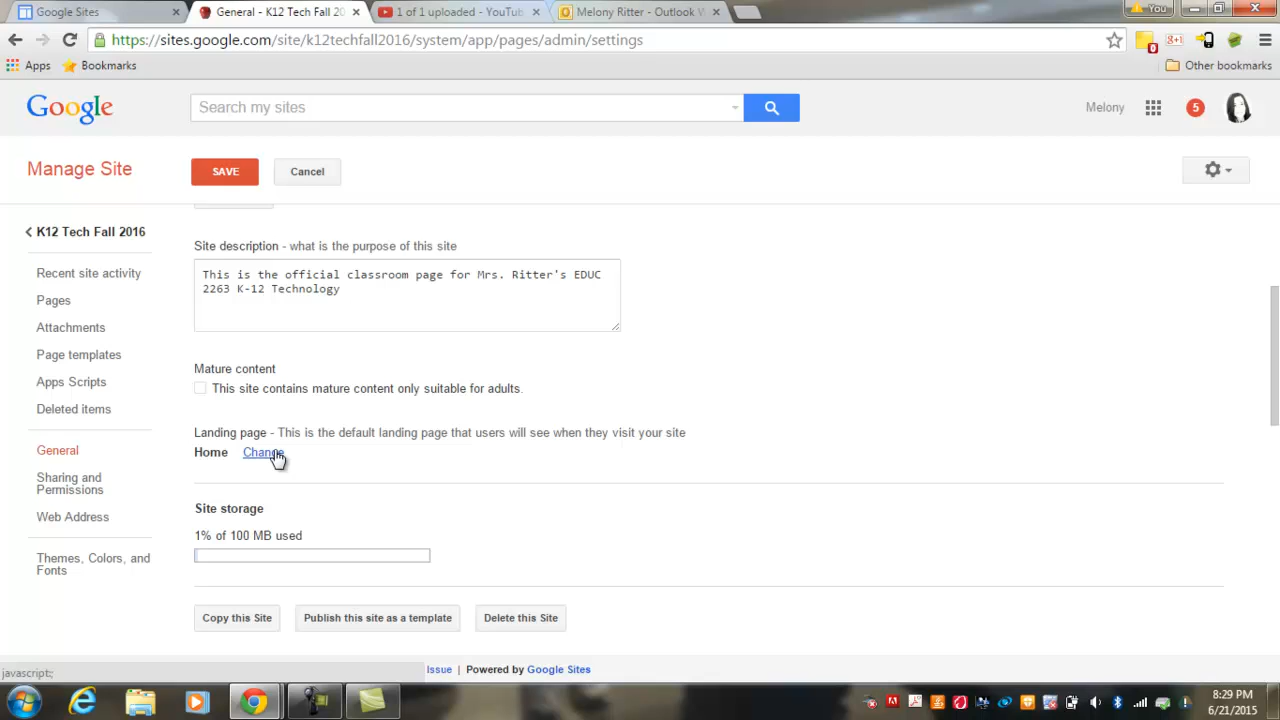 Google Sites
General - K12 Tech Fall 20
1 of 1 uploaded - YouTub
Melony Ritter - Outlook W
You
https://sites.google.com/site/k12techfall2016/system/app/pages/admin/settings
0
g+1
Apps
Bookmarks
Other bookmarks
Google
Search my sites
Melony
5
Manage Site
SAVE
Cancel
K12 Tech Fall 2016
Recent site activity
Pages
Attachments
Page templates
Apps Scripts
Deleted items
General
Sharing and
Permissions
Web Address
Themes, Colors, and
Fonts
Site description - what is the purpose of this site
This is the official classroom page for Mrs. Ritter's EDUC
2263 K-12 Technology
Mature content
This site contains mature content only suitable for adults.
Landing page - This is the default landing page that users will see when they visit your site
Home Change
Site storage
1% of 100 MB used
Copy this Site
Publish this site as a template
Delete this Site
javascript:;
Issue | Powered by Google Sites
8:29 PM
6/21/2015